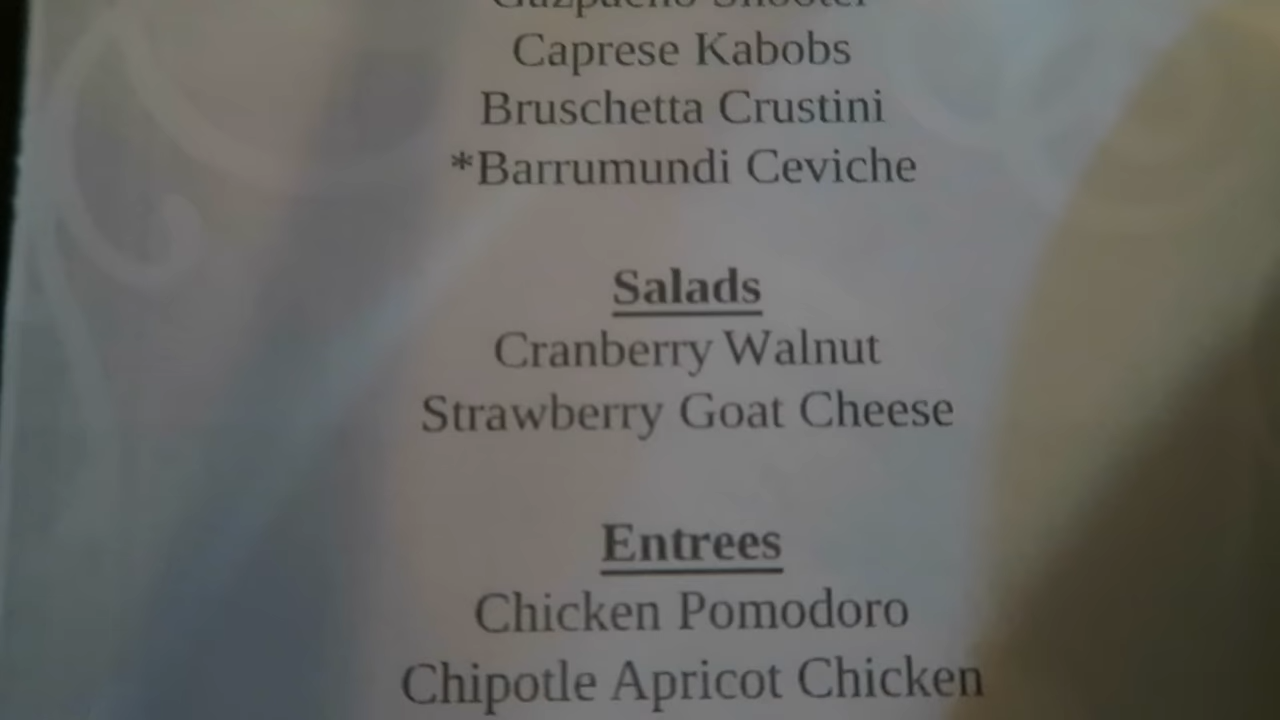 Caprese Kabobs
Bruschetta Crustini
*Barrumundi Ceviche
Salads
Cranberry Walnut
Strawberry Goat Cheese
Entrees
Chicken Pomodoro
Chipotle Apricot Chicken